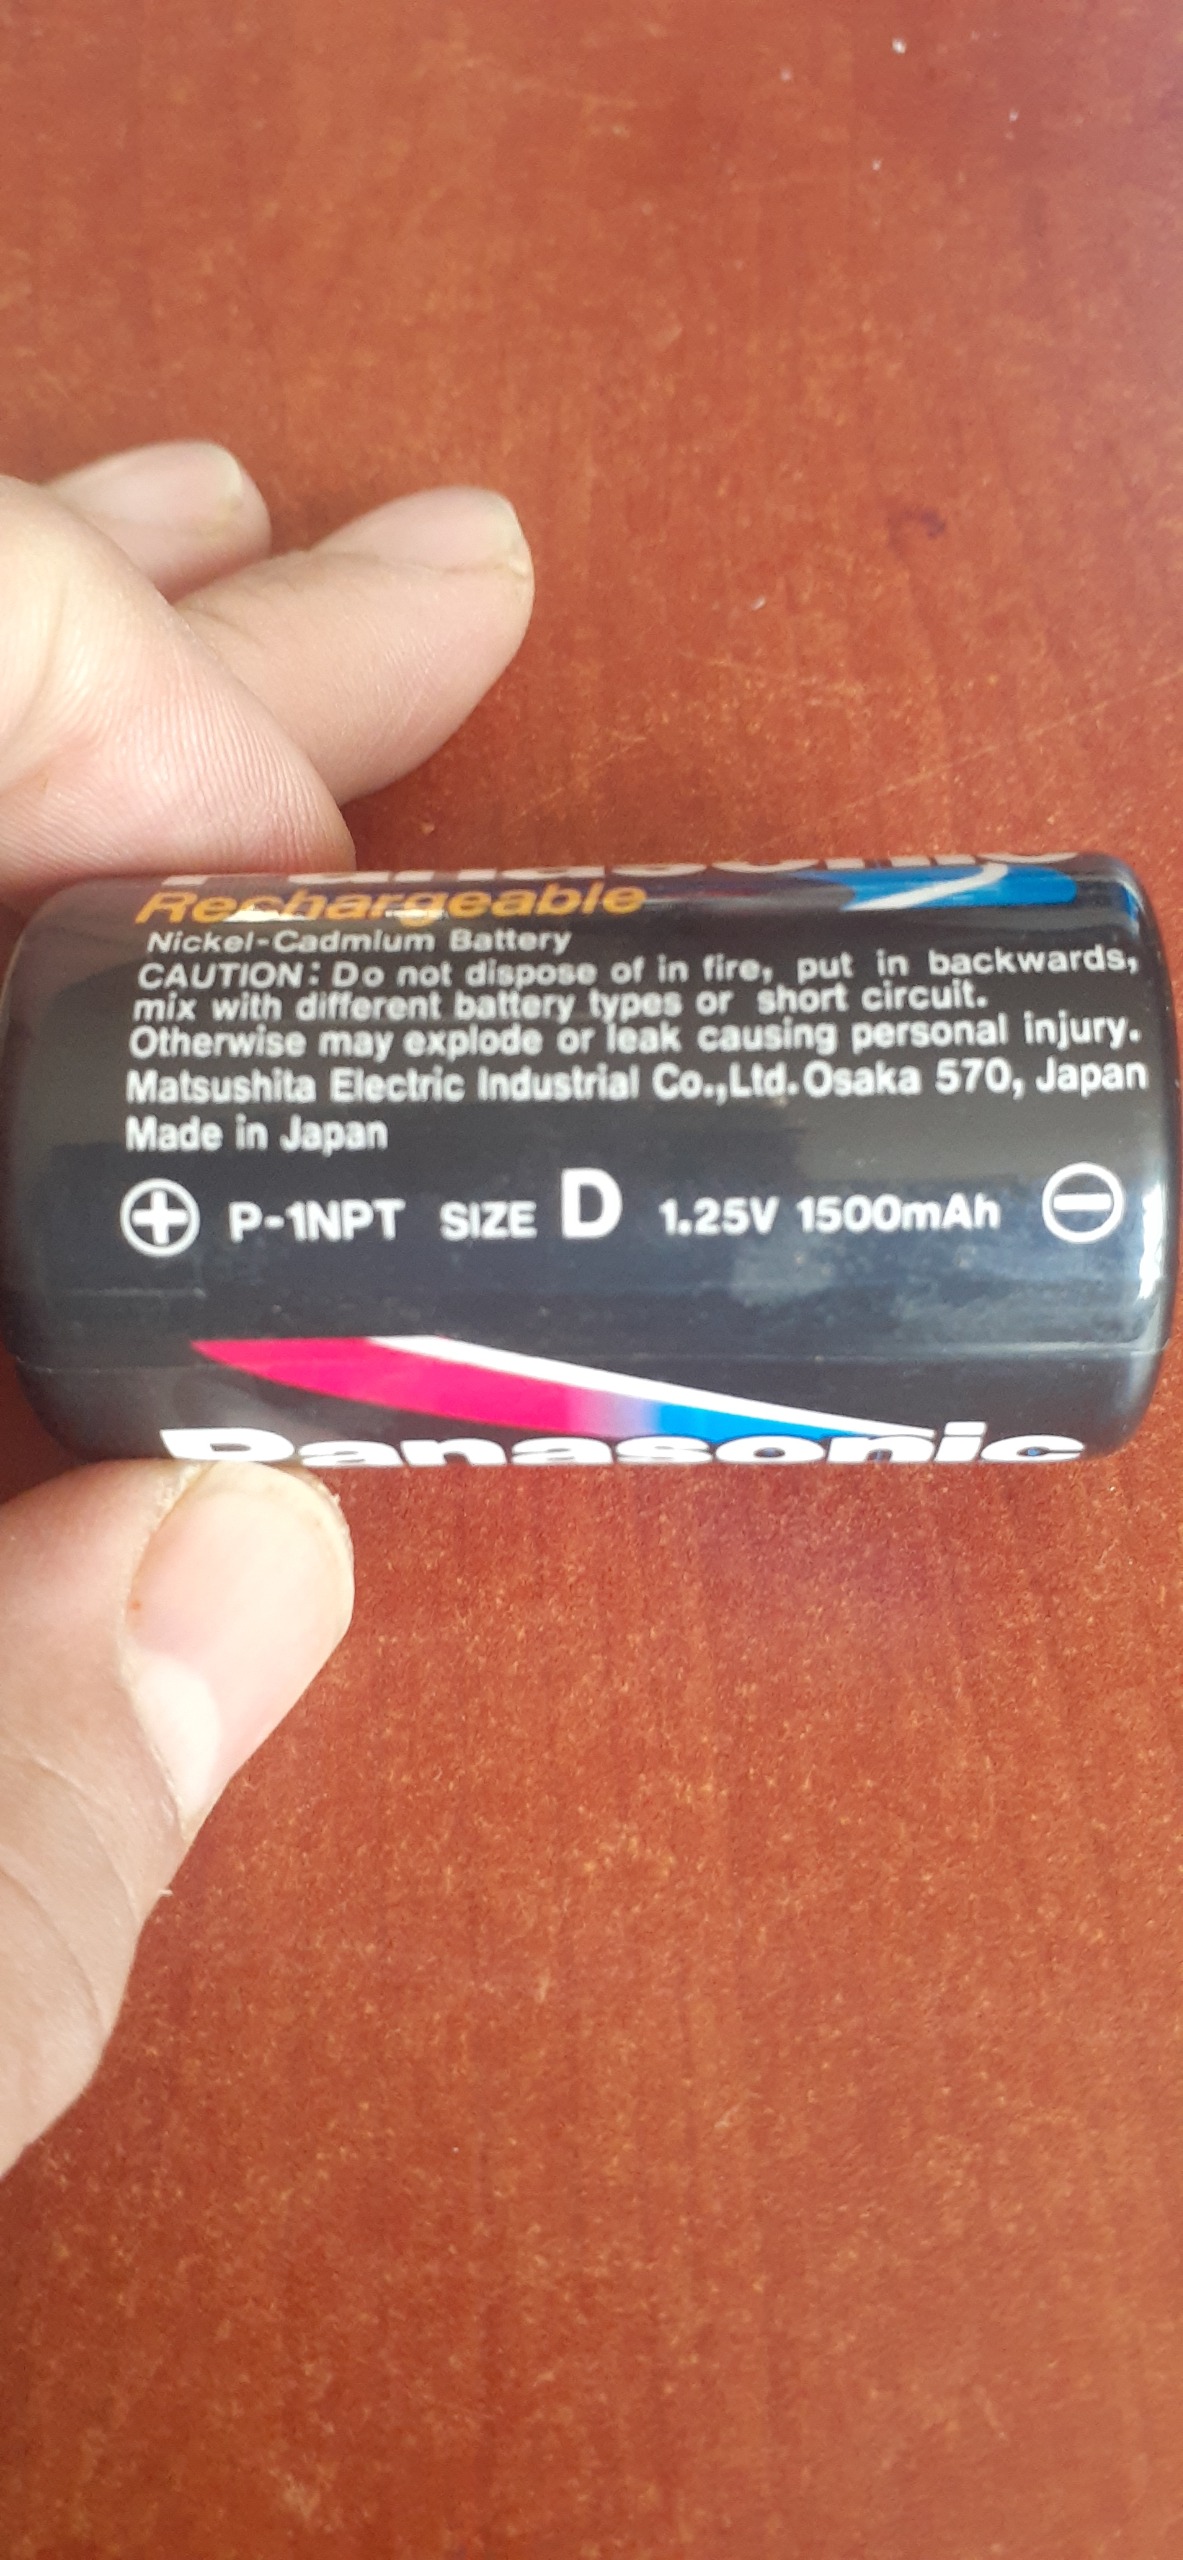 Panasonic
Rechargeable
Nickel-Cadmium Battery
CAUTION: Do not dispose of in fire, put in backwards,
mix with different battery types or short circuit.
Otherwise may explode or leak causing personal injury.
Matsushita Electric Industrial Co.,Ltd. Osaka 570, Japan
Made in Japan
+ P-1NPT SIZE D 1.25V 1500mAh -
Panasonic